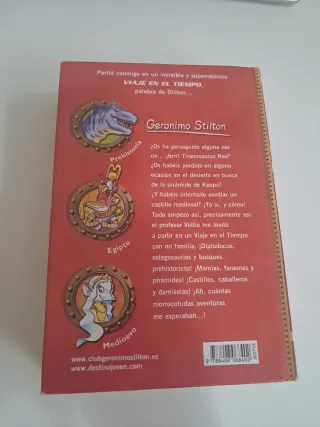 Partid conmigo en un increíble y superratónico
VIAJE EN EL TIEMPO,
palabra de Stilton...
Geronimo Stilton
¿Os ha perseguido alguna vez
un... ¡brr! Tiranosaurus Rex?
¿Os habéis perdido en alguna
ocasión en el desierto en busca
de la pirámide de Keops?
¿Y habéis intentado asediar un
castillo medieval? ¡Yo sí, y cómo!
Todo empezó así, precisamente así:
el profesor Voltio me invitó
a partir en un Viaje en el Tiempo
con mi familia. ¡Diplodocus,
estegosaurios y bosques
prehistóricos! ¡Momias, faraones y
pirámides! ¡Castillos, caballeros
y damiselas! ¡Ah, cuántas
morrocotudas aventuras
me esperaban...!
Prehistoria
Egipto
Medioevo
www.clubgeronimostilton.es
www.destinojoven.com